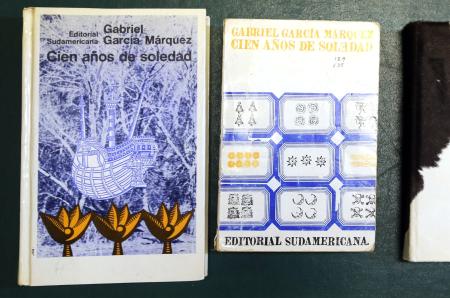 Editorial
Sudamericana
Gabriel
García Márquez
Cien años de soledad
GABRIEL GARCÍA MÁRQUEZ
CIEN AÑOS DE SOLEDAD
EDITORIAL SUDAMERICANA